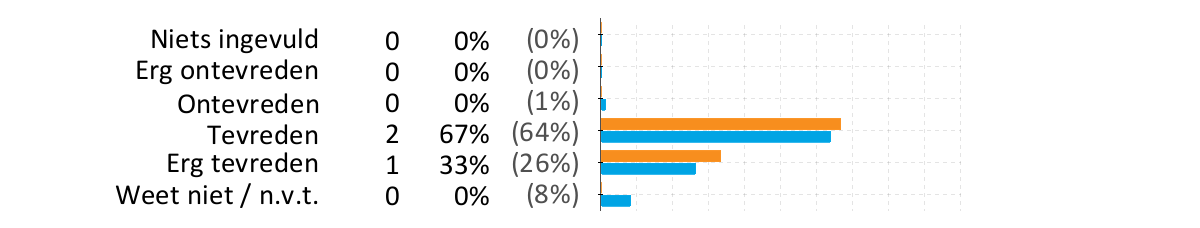 Niets ingevuld 0 0% (0%)
Erg ontevreden 0 0% (0%)
Ontevreden 0 0% (1%)
Tevreden 2 67% (64%)
Erg tevreden 1 33% (26%)
Weet niet / n.v.t. 0 0% (8%)